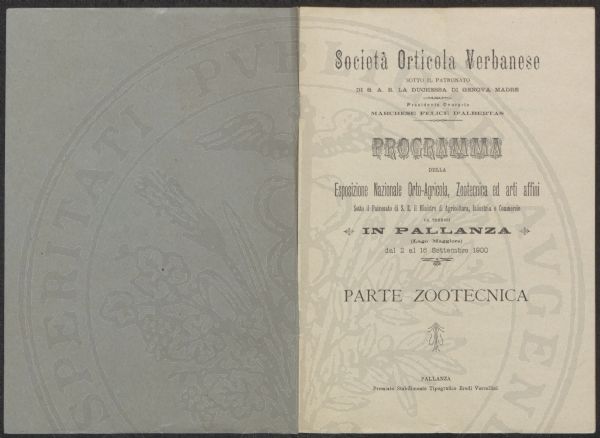 Società Orticola Verbanese
SOTTO IL PATRONATO
DI S. A. R. LA DUCHESSA DI GENOVA MADRE
Presidente Onorario
MARCHESE FELICE D'ALBERTAS
PROGRAMMA
DELLA
Esposizione Nazionale Orto-Agricola, Zootecnica ed arti affini
Sotto il Patronato di S. E. il Ministro di Agricoltura, Industria e Commercio
DA TENERSI
IN PALLANZA
(Lago Maggiore)
dal 2 al 16 Settembre 1900
PARTE ZOOTECNICA
PALLANZA
Premiato Stabilimento Tipografico Eredi Vercellini